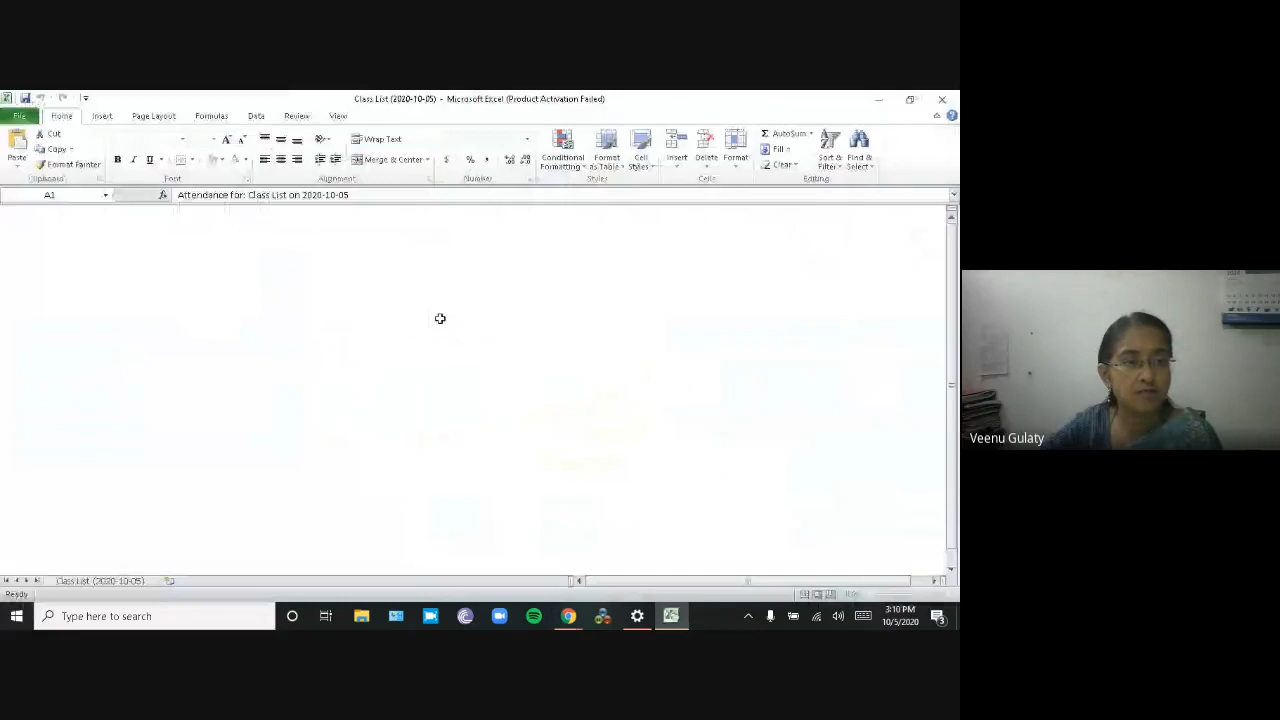 Class List (2020-10-05) - Microsoft Excel (Product Activation Failed)
File Home Insert Page Layout Formulas Data Review View
Cut
Copy
Format Painter
Paste
Clipboard
B I U
Font
Wrap Text
Merge & Center
Alignment
$ % ,
Number
Conditional Formatting
Format as Table
Cell Styles
Styles
Insert Delete Format
Cells
AutoSum
Fill
Clear
Sort & Filter
Find & Select
Editing
A1 fx Attendance for: Class List on 2020-10-05
Veenu Gulaty
Class List (2020-10-05)
Ready
Type here to search
3:10 PM
10/5/2020
3